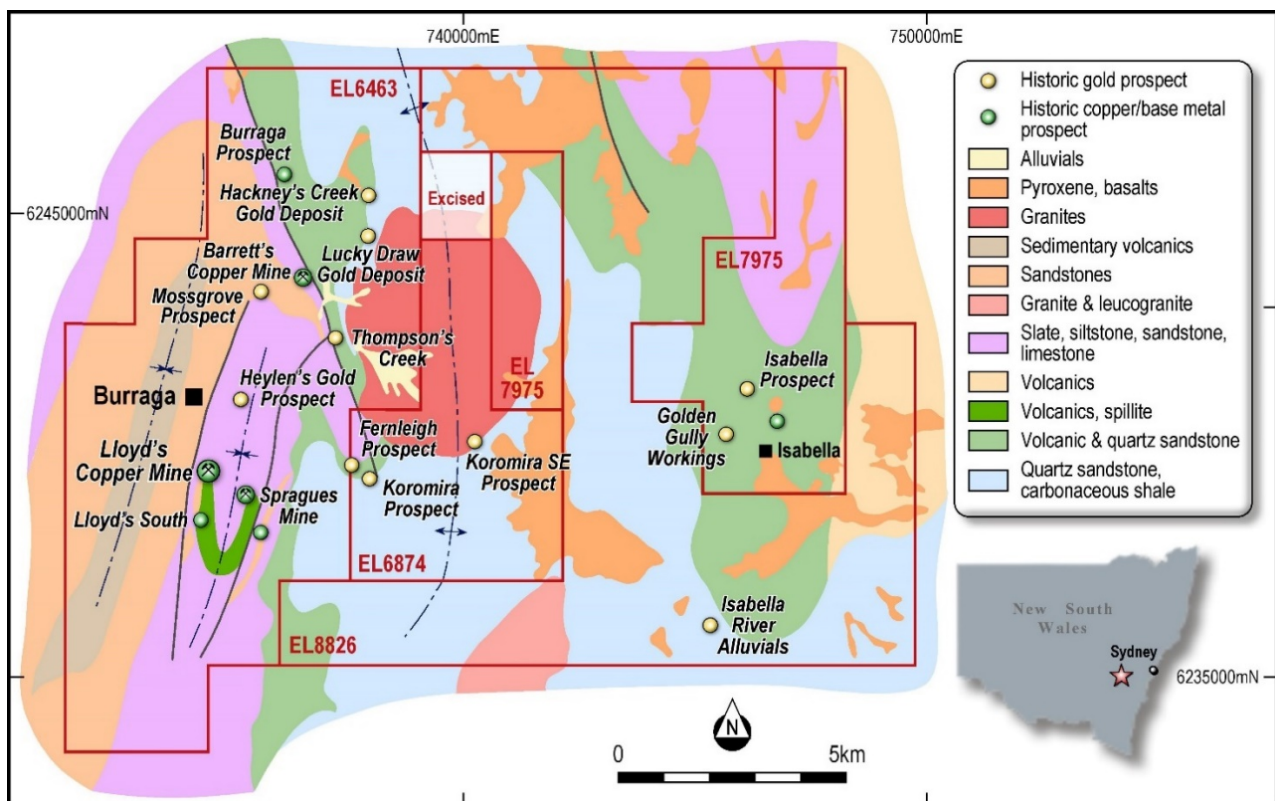 740000mE
750000mE
EL6463
Burraga
Prospect
Hackney's Creek
Gold Deposit
Excised
6245000mN
Barrett's
Copper Mine
Lucky Draw
Gold Deposit
EL7975
Mossgrove
Prospect
Thompson's
Creek
EL
7975
Isabella
Prospect
Burraga
Heylen's Gold
Prospect
Fernleigh
Prospect
Golden
Gully
Workings
Isabella
Lloyd's
Copper Mine
Koromira SE
Prospect
Koromira
Prospect
Spragues
Mine
Lloyd's South
EL6874
Isabella
River
Alluvials
EL8826
N
0
5km
Historic gold prospect
Historic copper/base metal
prospect
Alluvials
Pyroxene, basalts
Granites
Sedimentary volcanics
Sandstones
Granite & leucogranite
Slate, siltstone, sandstone,
limestone
Volcanics
Volcanics, spillite
Volcanic & quartz sandstone
Quartz sandstone,
carbonaceous shale
New South
Wales
Sydney
6235000mN